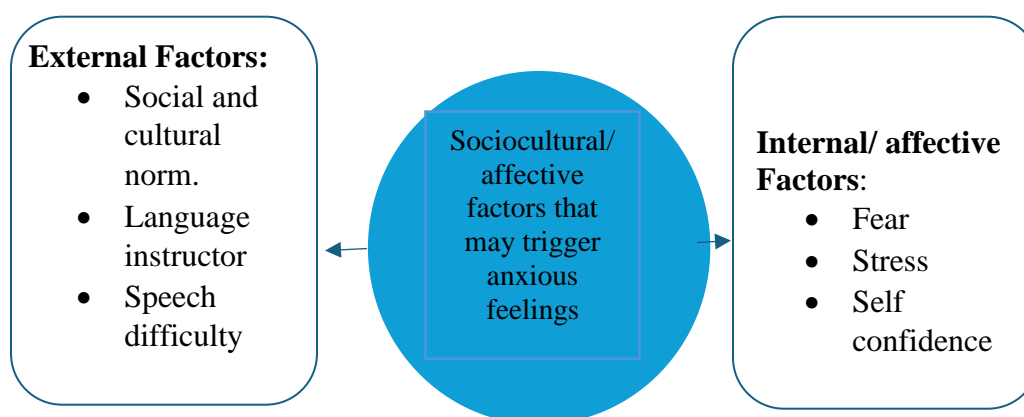 External Factors:
• Social and
cultural
norm.
• Language
instructor
• Speech
difficulty
Sociocultural/
affective
factors that
may trigger
anxious
feelings
Internal/ affective
Factors:
• Fear
• Stress
• Self
confidence